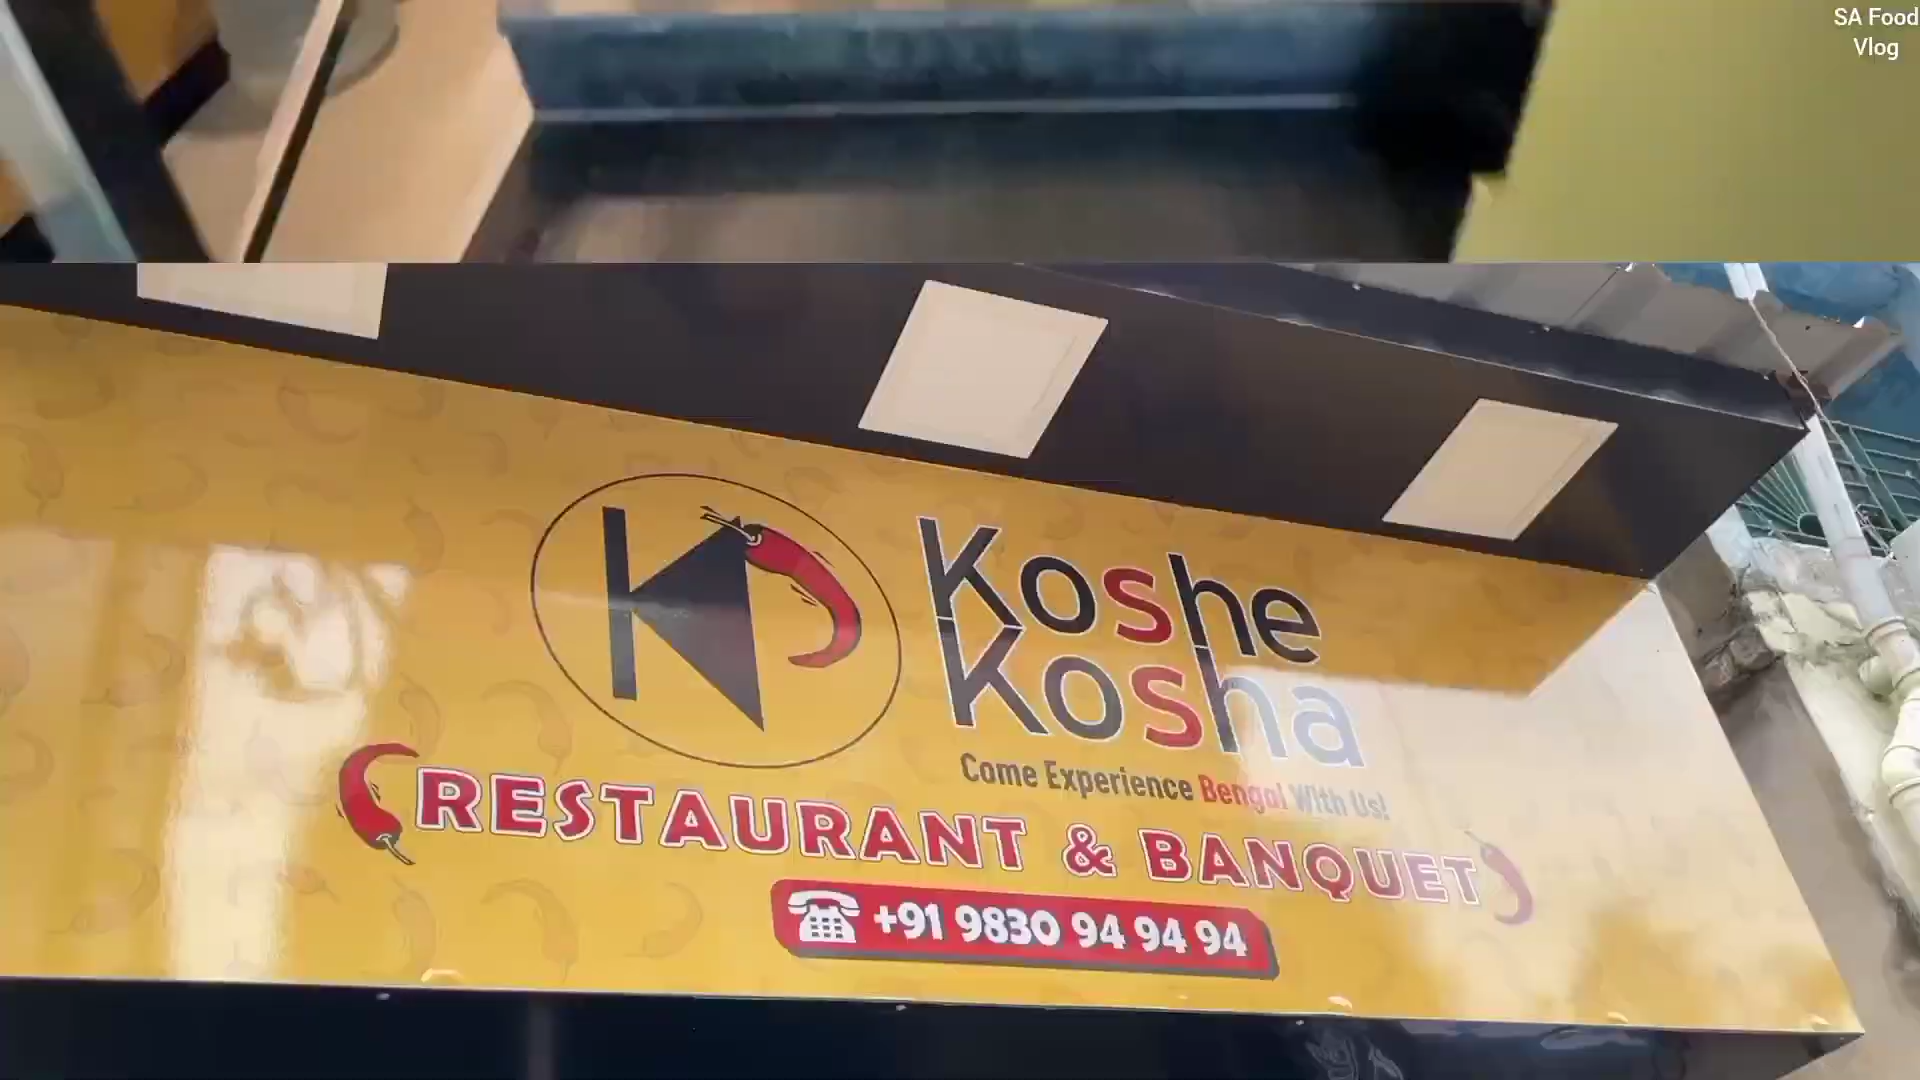 SA Food
Vlog
K
Koshe
Kosha
Come Experience Bengal With Us!
RESTAURANT & BANQUET
+91 9830 94 94 94